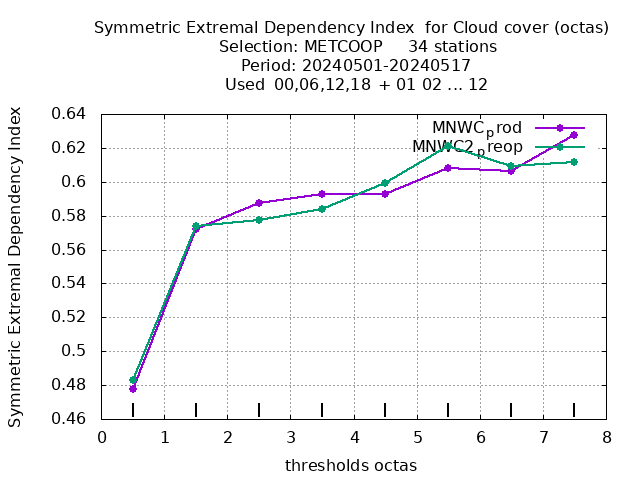 Symmetric Extremal Dependency Index  for Cloud cover (octas)
Selection: METCOOP     34 stations
Period: 20240501-20240517
Used  00,06,12,18 + 01 02 ... 12
Symmetric Extremal Dependency Index
0.64
0.62
0.6
0.58
0.56
0.54
0.52
0.5
0.48
0.46
MNWCprod
MNWC2preop
0 1 2 3 4 5 6 7 8
thresholds octas